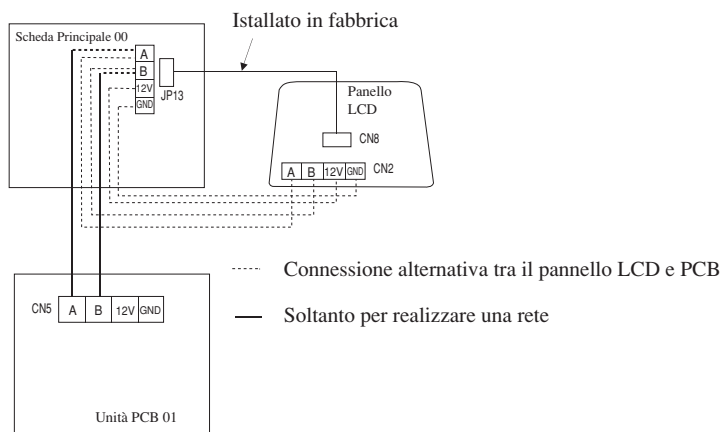 Istallato in fabbrica
Scheda Principale 00
A
B
12V
GND
JP13
Panello
LCD
CN8
A B 12V GND CN2
Connessione alternativa tra il pannello LCD e PCB
CN5 A B 12V GND
Soltanto per realizzare una rete
Unità PCB 01